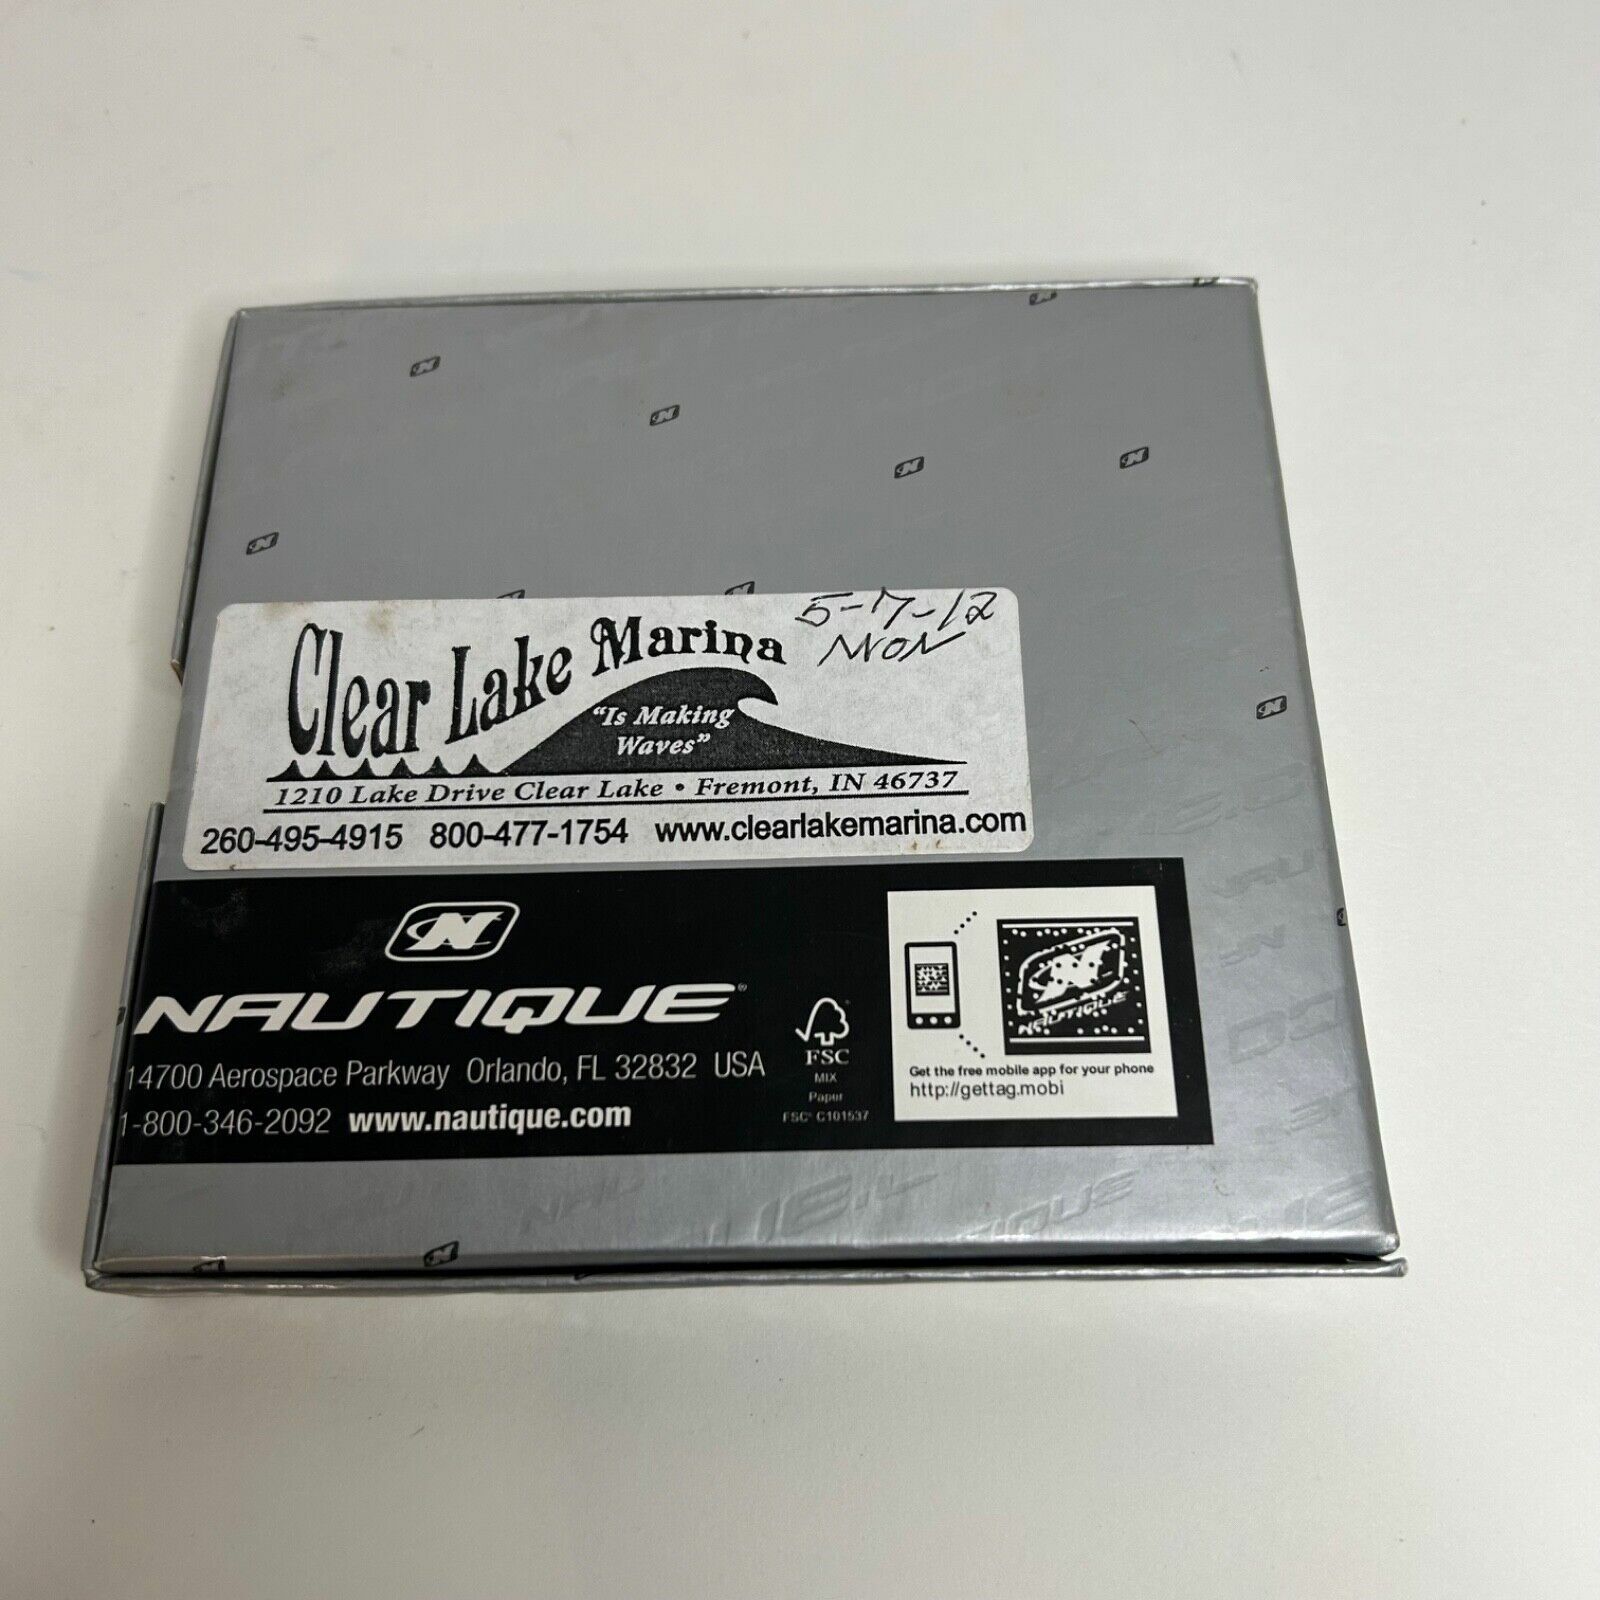 5-7-12
MON
Clear Lake Marina
"Is Making
Waves"
1210 Lake Drive Clear Lake • Fremont, IN 46737
260-495-4915 800-477-1754 www.clearlakemarina.com
N
NAUTIQUE®
14700 Aerospace Parkway Orlando, FL 32832 USA
1-800-346-2092 www.nautique.com
FSC
MIX
Paper
FSC® C101537
NAUTIQUE
Get the free mobile app for your phone
http://gettag.mobi